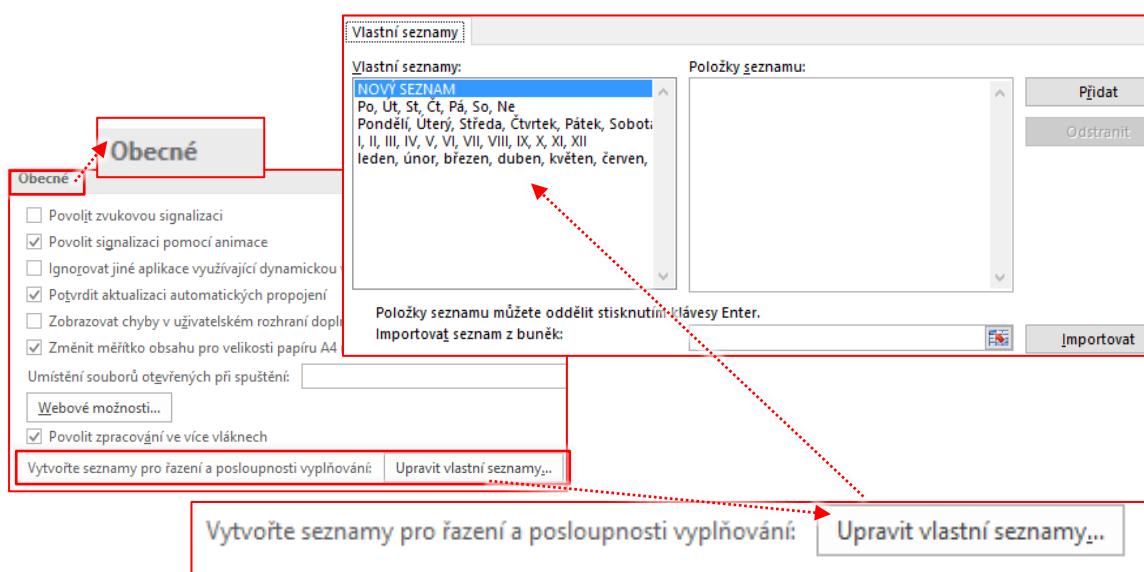 Vlastní seznamy
Vlastní seznamy:
NOVÝ SEZNAM
Po, Út, St, Čt, Pá, So, Ne
Pondělí, Úterý, Středa, Čtvrtek, Pátek, Sobota
I, II, III, IV, V, VI, VII, VIII, IX, X, XI, XII
leden, únor, březen, duben, květen, červen,
Položky seznamu:
Přidat
Odstranit
Položky seznamu můžete oddělit stisknutím klávesy Enter.
Importovat seznam z buněk:
Importovat
Obecné
Obecné
Povolit zvukovou signalizaci
Povolit signalizaci pomocí animace
Ignorovat jiné aplikace využívající dynamickou
Potvrdit aktualizaci automatických propojení
Zobrazovat chyby v uživatelském rozhraní
Změnit měřítko obsahu pro velikosti papíru A4
Umístění souborů otevřených při spuštění:
Webové možnosti...
Povolit zpracování ve více vláknech
Vytvořte seznamy pro řazení a posloupnosti vyplňování: Upravit vlastní seznamy...
Vytvořte seznamy pro řazení a posloupnosti vyplňování: Upravit vlastní seznamy...